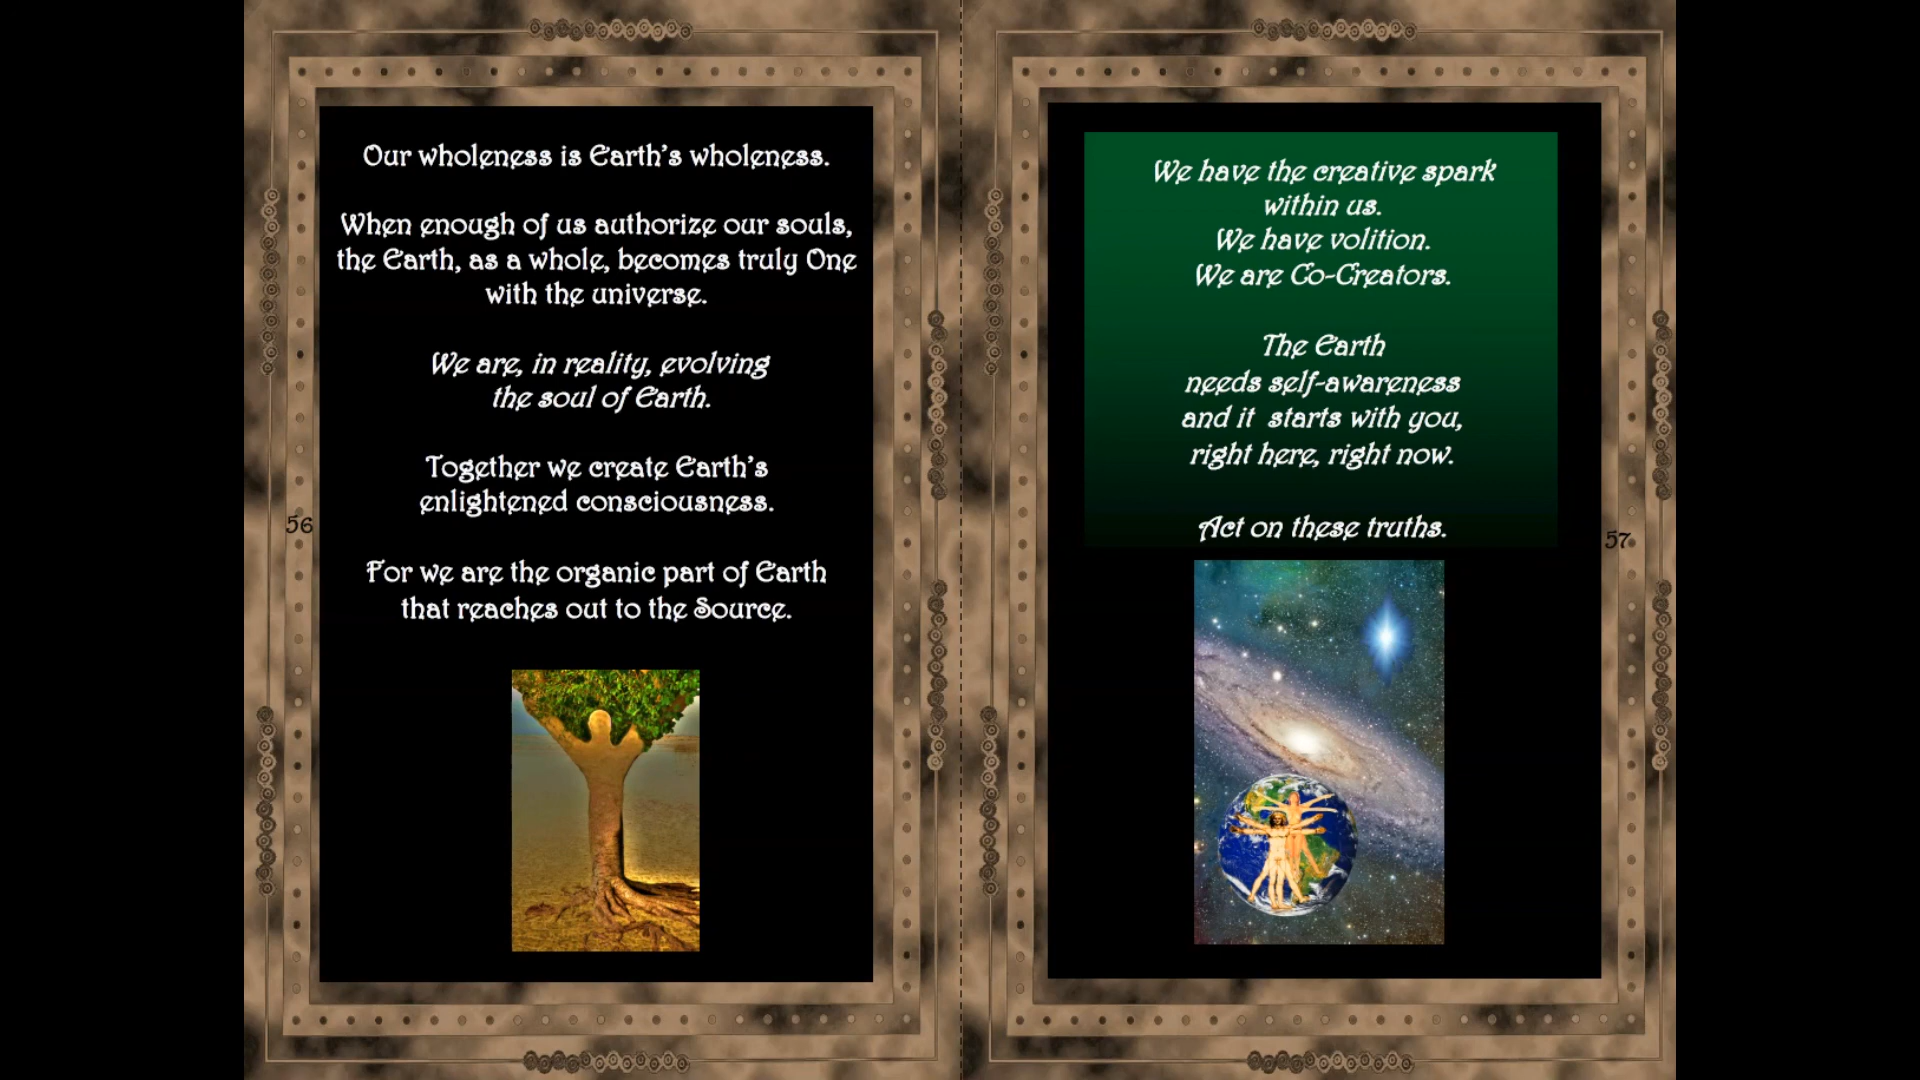 Our wholeness is Earth's wholeness.
When enough of us authorize our souls,
the Earth, as a whole, becomes truly One
with the universe.
We are, in reality, evolving
the soul of Earth.
Together we create Earth's
enlightened consciousness.
For we are the organic part of Earth
that reaches out to the Source.
56
We have the creative spark
within us.
We have volition.
We are Co-Creators.
The Earth
needs self-awareness
and it starts with you,
right here, right now.
Act on these truths.
57